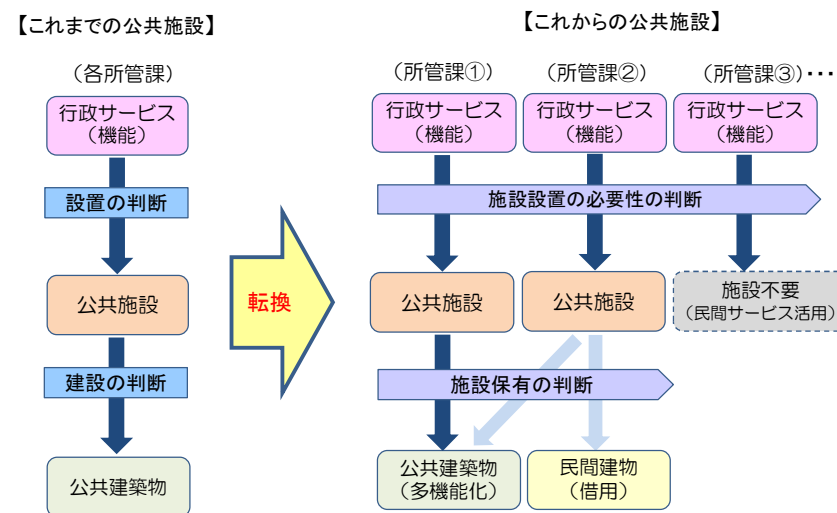 【これまでの公共施設】
（各所管課）
行政サービス
（機能）
設置の判断
公共施設
建設の判断
公共建築物
転換
【これからの公共施設】
（所管課①）
（所管課②）
（所管課③）・・・
行政サービス
（機能）
行政サービス
（機能）
行政サービス
（機能）
施設設置の必要性の判断
公共施設
公共施設
施設不要
（民間サービス活用）
施設保有の判断
公共建築物
（多機能化）
民間建物
（借用）